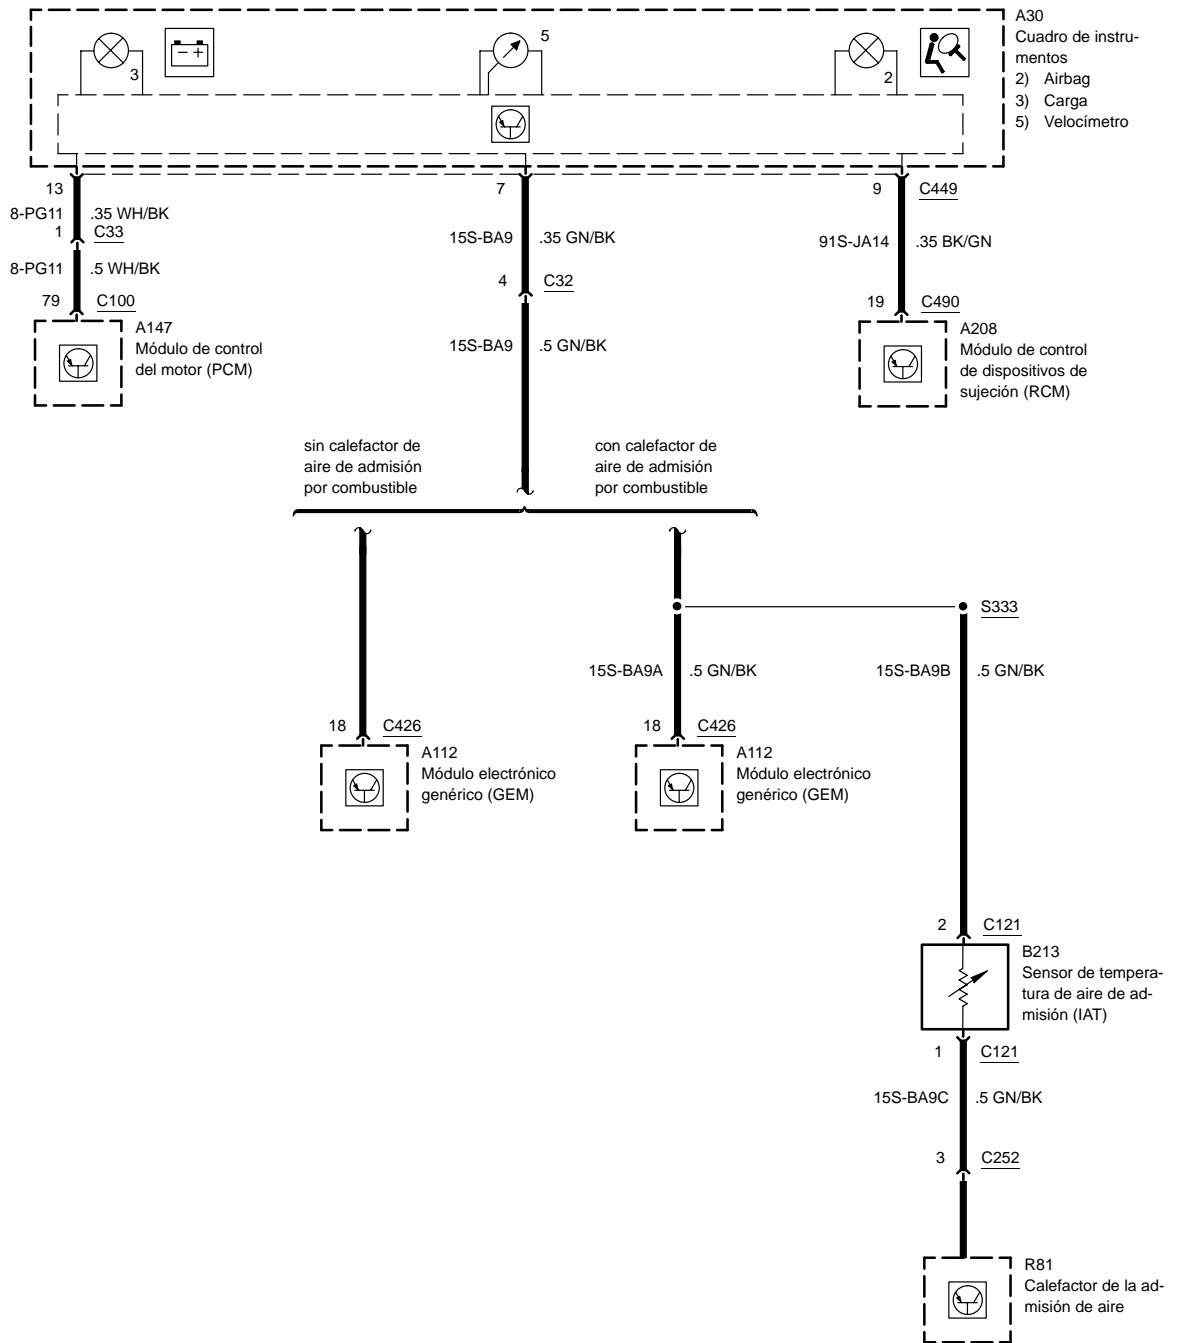 A30
Cuadro de instru-
mentos
2) Airbag
3) Carga
5) Velocímetro
3
5
2
13
7
9 C449
8-PG11 .35 WH/BK
1 C33
8-PG11 .5 WH/BK
79 C100
A147
Módulo de control
del motor (PCM)
15S-BA9 .35 GN/BK
4 C32
15S-BA9 .5 GN/BK
91S-JA14 .35 BK/GN
19 C490
A208
Módulo de control
de dispositivos de
sujeción (RCM)
sin calefactor de
aire de admisión
por combustible
con calefactor de
aire de admisión
por combustible
S333
15S-BA9A .5 GN/BK
15S-BA9B .5 GN/BK
18 C426
A112
Módulo electrónico
genérico (GEM)
18 C426
A112
Módulo electrónico
genérico (GEM)
2 C121
B213
Sensor de tempera-
tura de aire de ad-
misión (IAT)
1 C121
15S-BA9C .5 GN/BK
3 C252
R81
Calefactor de la ad-
misión de aire